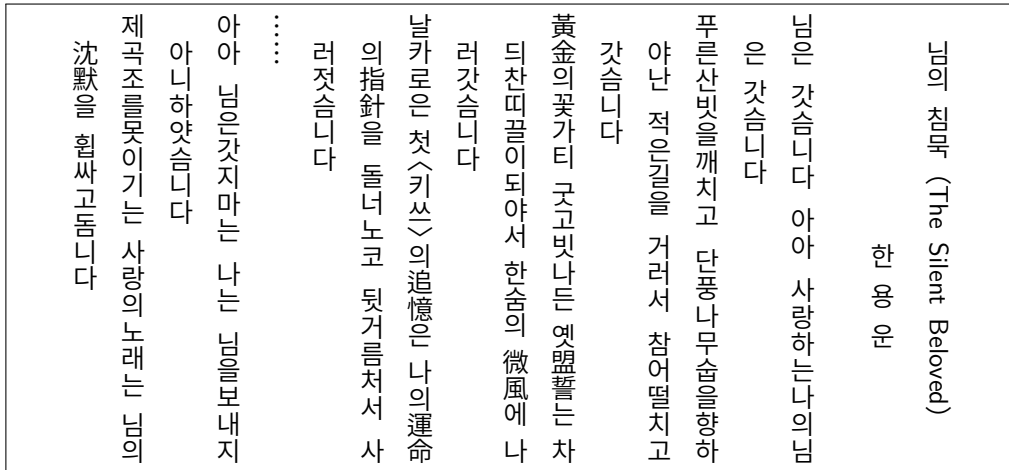 님의 침묵 (The Silent Beloved)
한 용 운
님은 갓슴니다 아아 사랑하는나의님
은 갓슴니다
푸른산빗을깨치고 단풍나무숩을향하
야난 적은길을 거러서 참어떨치고
갓슴니다
黃金의꽃가티 굿고빗나든 옛盟誓는 차
듸찬띠끌이되야서 한숨의 微風에 나
러갓슴니다
날카로은 첫〈키쓰〉의追憶은 나의運命
의指針을 돌너노코 뒷거름처서 사
러젓슴니다
……
아아 님은갓지마는 나는 님을보내지
아니하얏슴니다
제곡조를못이기는 사랑의노래는 님의
沈默을 휩싸고돔니다